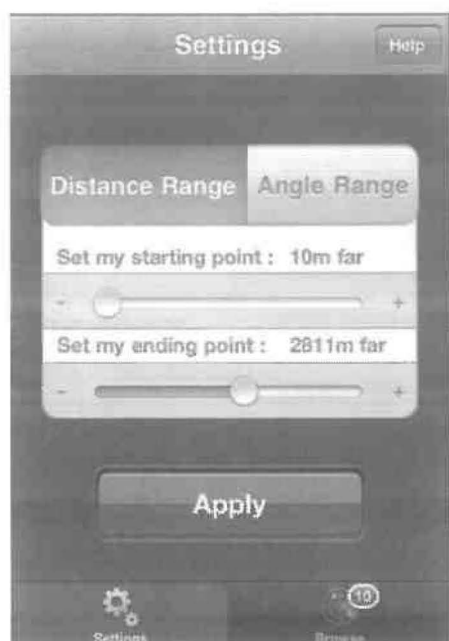 Settings
Help
Distance Range
Angle Range
Set my starting point : 10m far
- +
Set my ending point : 2811m far
- +
Apply
10
Settings
Browse